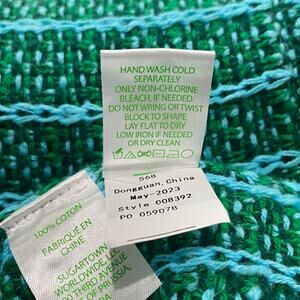 HAND WASH COLD
SEPARATELY
ONLY NON-CHLORINE
BLEACH, IF NEEDED
DO NOT WRING OR TWIST
BLOCK TO SHAPE
LAY FLAT TO DRY
LOW IRON IF NEEDED
OR DRY CLEAN
568
Dongguan,China
May-2023
Style 008392
PO 059078
100% COTTON
FABRIQUE EN
CHINE
SUGARTOWN
WORLDWIDE, 
THIRD AVENUE
OF PRUSSIA,